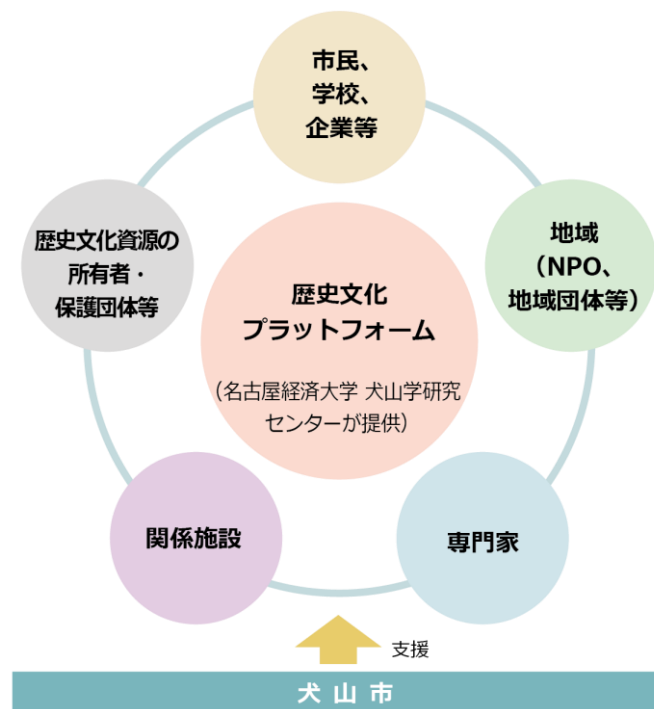 市民、
学校、
企業等
歴史文化資源の
所有者・
保護団体等
地域
（NPO、
地域団体等）
歴史文化
プラットフォーム
（名古屋経済大学 犬山学研究
センターが提供）
関係施設
専門家
支援
犬山市